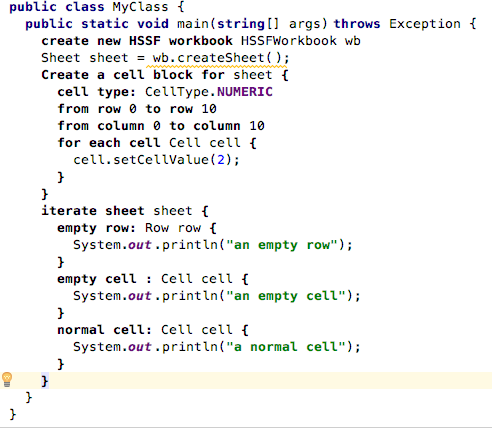 public class MyClass {
public static void main(string[] args) throws Exception {
create new HSSF workbook HSSFWorkbook wb
Sheet sheet = wb.createSheet();
Create a cell block for sheet {
cell type: CellType.NUMERIC
from row 0 to row 10
from column 0 to column 10
for each cell Cell cell {
cell.setCellValue(2);
}
}
iterate sheet sheet {
empty row: Row row {
System.out.println("an empty row");
}
empty cell : Cell cell {
System.out.println("an empty cell");
}
normal cell: Cell cell {
System.out.println("a normal cell");
}
}
}
}